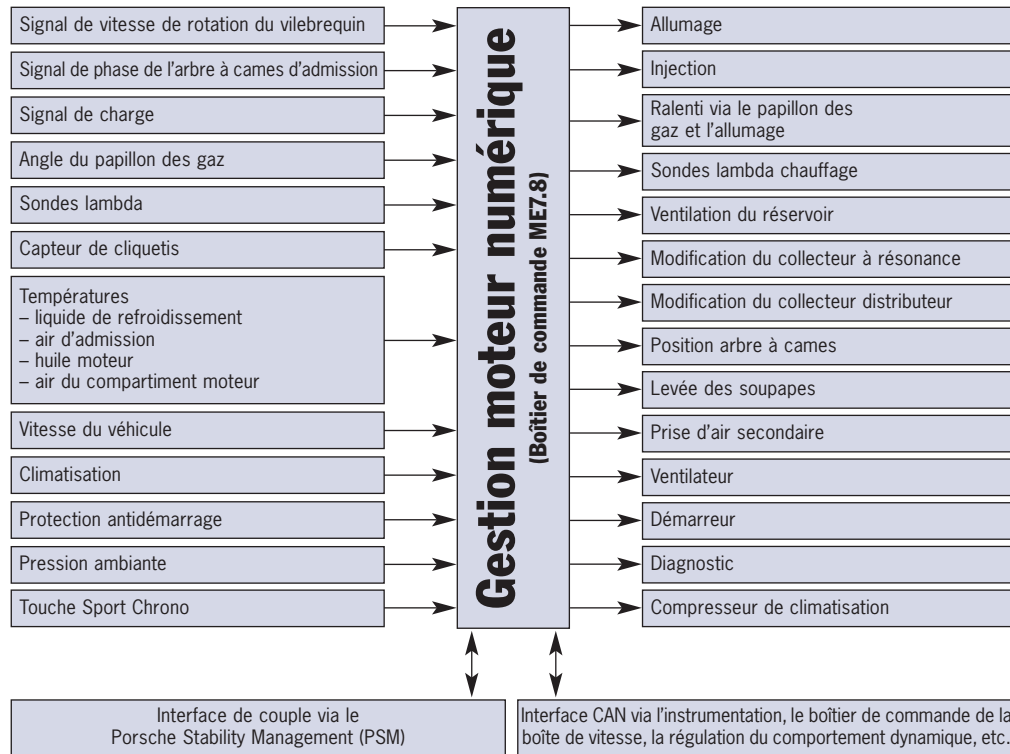 Signal de vitesse de rotation du vilebrequin
Signal de phase de l'arbre à cames d'admission
Signal de charge
Angle du papillon des gaz
Sondes lambda
Capteur de cliquetis
Températures
– liquide de refroidissement
– air d'admission
– huile moteur
– air du compartiment moteur
Vitesse du véhicule
Climatisation
Protection antidémarrage
Pression ambiante
Touche Sport Chrono
Gestion moteur numérique
(Boîtier de commande ME7.8)
Allumage
Injection
Ralenti via le papillon des
gaz et l'allumage
Sondes lambda chauffage
Ventilation du réservoir
Modification du collecteur à résonance
Modification du collecteur distributeur
Position arbre à cames
Levée des soupapes
Prise d'air secondaire
Ventilateur
Démarreur
Diagnostic
Compresseur de climatisation
Interface de couple via le
Porsche Stability Management (PSM)
Interface CAN via l'instrumentation, le boîtier de commande de la
boîte de vitesse, la régulation du comportement dynamique, etc.